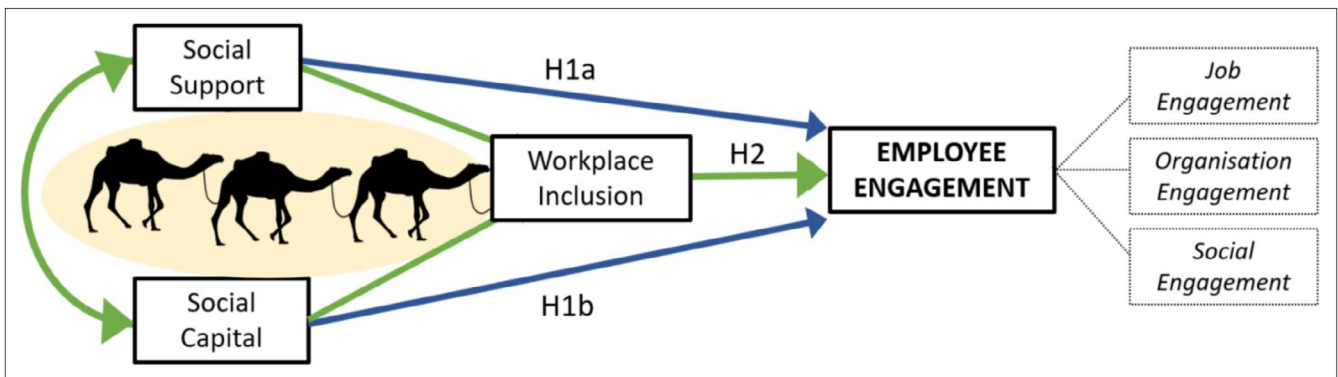 Social
Support
H1a
Job
Engagement
Workplace
Inclusion
H2
EMPLOYEE
ENGAGEMENT
Organisation
Engagement
Social
Capital
H1b
Social
Engagement